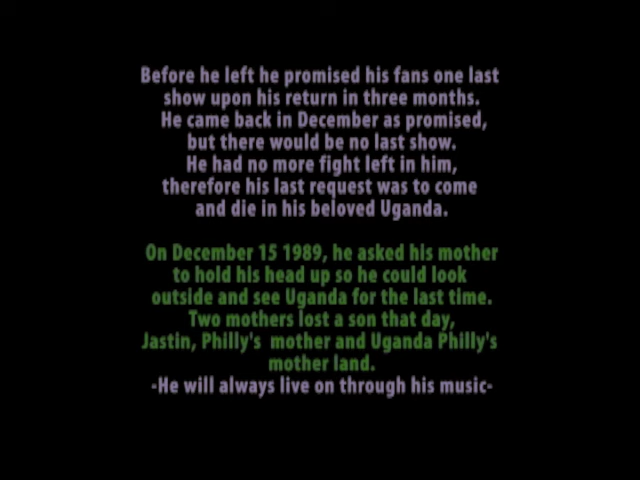 Before he left he promised his fans one last
show upon his return in three months.
He came back in December as promised,
but there would be no last show.
He had no more fight left in him,
therefore his last request was to come
and die in his beloved Uganda.
On December 15 1989, he asked his mother
to hold his head up so he could look
outside and see Uganda for the last time.
Two mothers lost a son that day,
Jastin, Philly's mother and Uganda Philly's
mother land.
-He will always live on through his music-